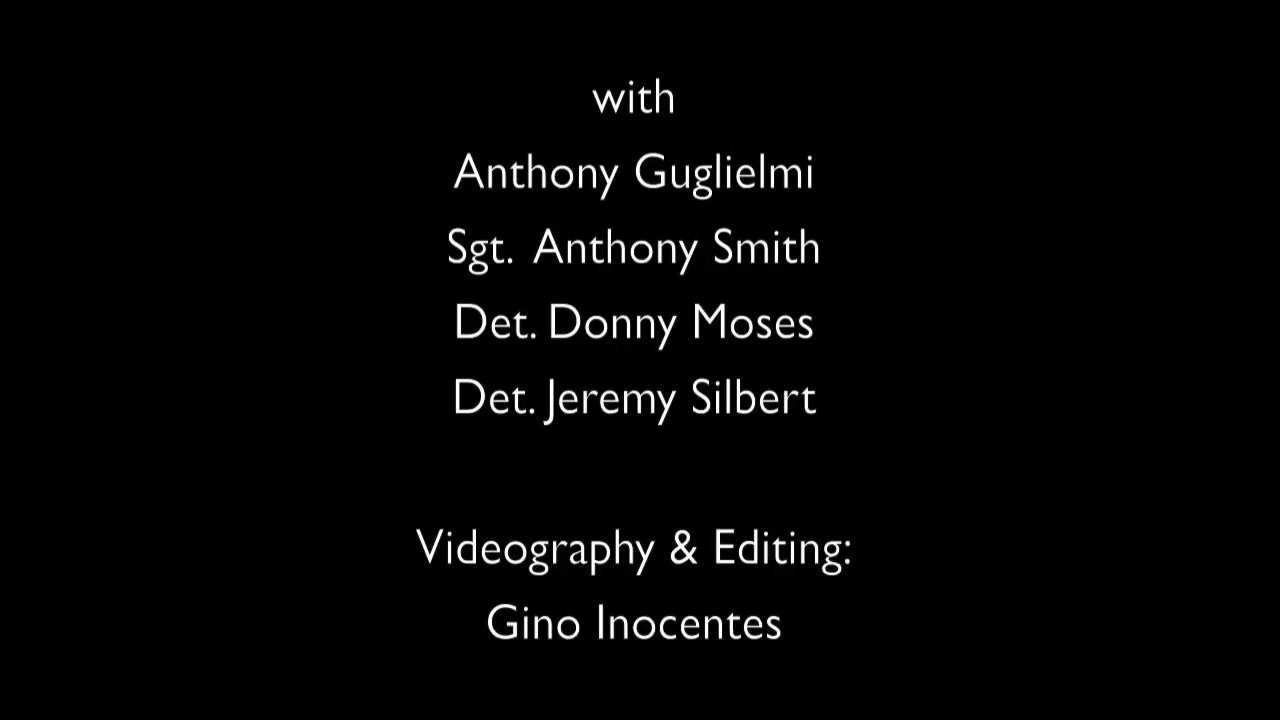 with
Anthony Guglielmi
Sgt. Anthony Smith
Det. Donny Moses
Det. Jeremy Silbert
Videography & Editing:
Gino Inocentes